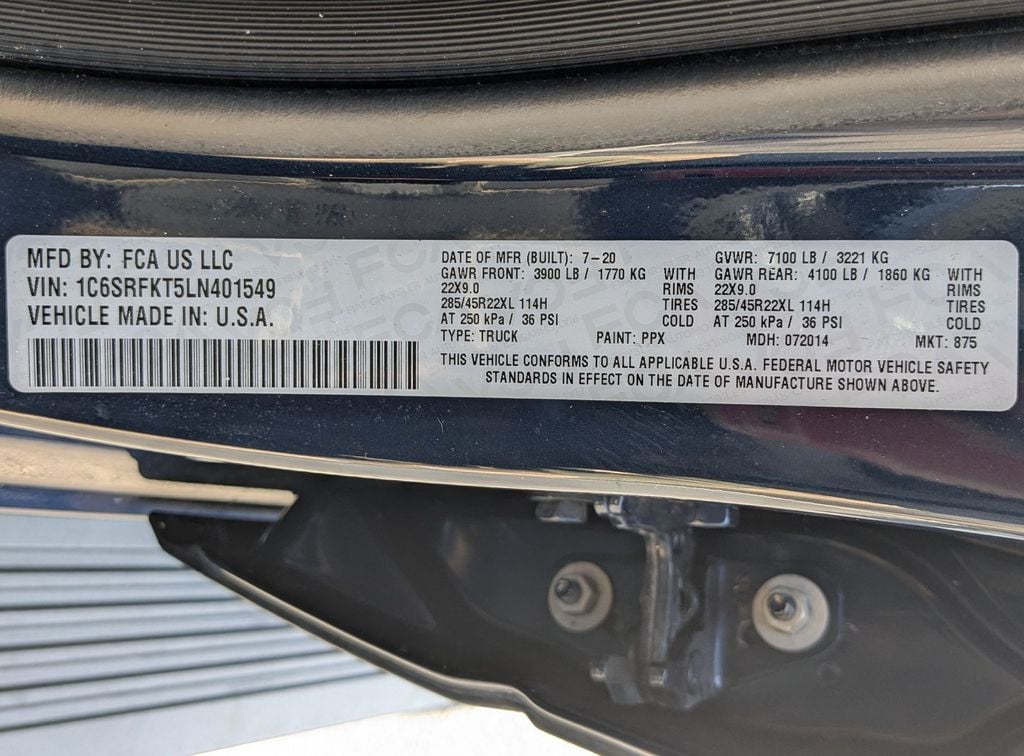 MFD BY: FCA US LLC
VIN: 1C6SRFKT5LN401549
VEHICLE MADE IN: U.S.A.
DATE OF MFR (BUILT): 7-20
GAWR FRONT: 3900 LB / 1770 KG WITH
22X9.0 RIMS
285/45R22XL 114H TIRES
AT 250 kPa / 36 PSI COLD
GVWR: 7100 LB / 3221 KG
GAWR REAR: 4100 LB / 1860 KG WITH
22X9.0 RIMS
285/45R22XL 114H TIRES
AT 250 kPa / 36 PSI COLD
TYPE: TRUCK PAINT: PPX MDH: 072014 MKT: 875
THIS VEHICLE CONFORMS TO ALL APPLICABLE U.S.A. FEDERAL MOTOR VEHICLE SAFETY
STANDARDS IN EFFECT ON THE DATE OF MANUFACTURE SHOWN ABOVE.